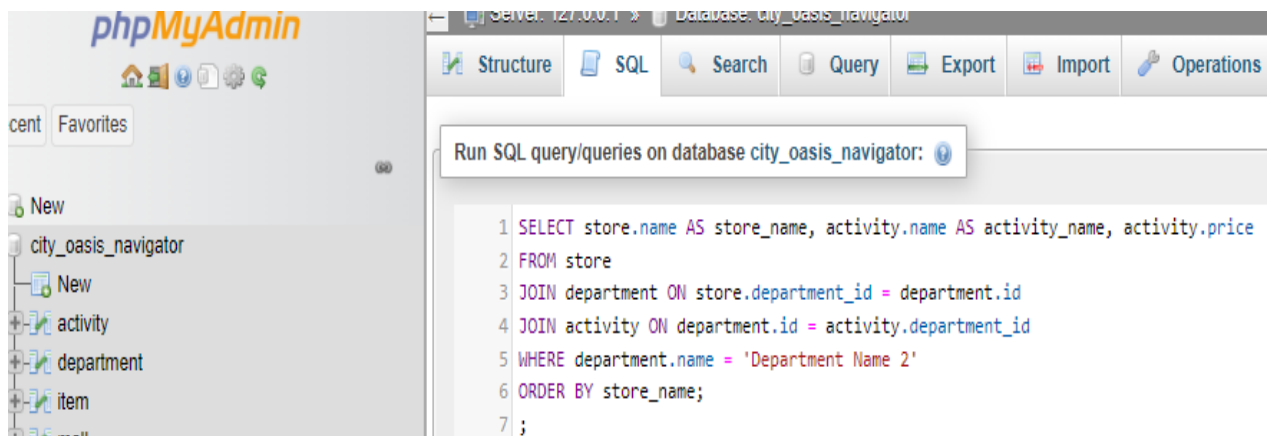 phpMyAdmin
Server: 127.0.0.1 » Database: city_oasis_navigator
Structure SQL Search Query Export Import Operations
cent Favorites
Run SQL query/queries on database city_oasis_navigator:
New
city_oasis_navigator
New
activity
department
item
1 SELECT store.name AS store_name, activity.name AS activity_name, activity.price
2 FROM store
3 JOIN department ON store.department_id = department.id
4 JOIN activity ON department.id = activity.department_id
5 WHERE department.name = 'Department Name 2'
6 ORDER BY store_name;
7 ;